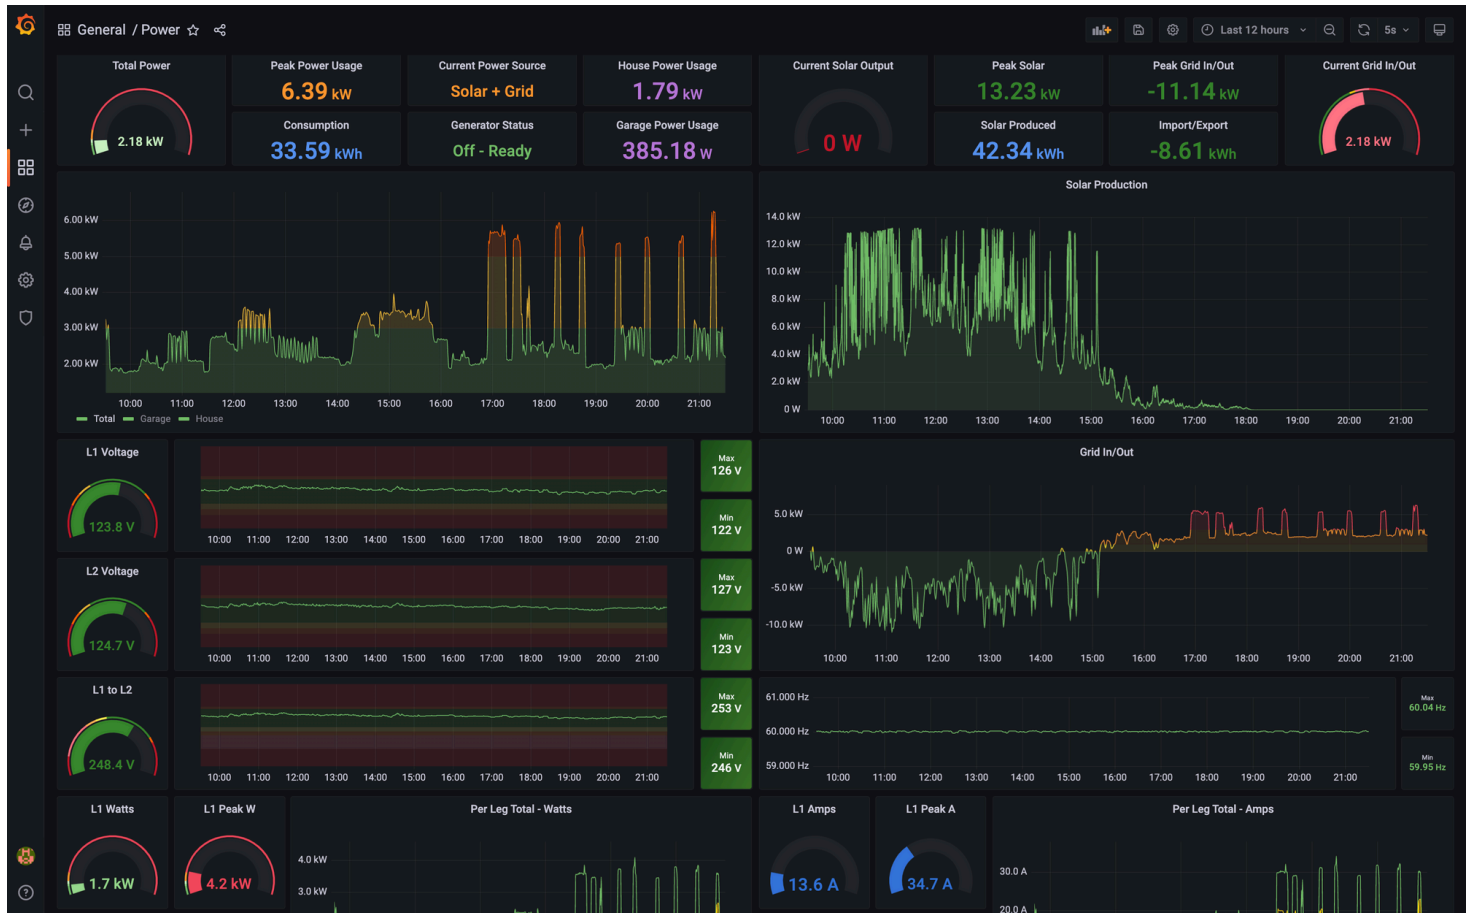 General / Power
Last 12 hours
5s
Total Power
2.18 kW
Peak Power Usage
6.39 kW
Consumption
33.59 kWh
Current Power Source
Solar + Grid
Generator Status
Off - Ready
House Power Usage
1.79 kW
Garage Power Usage
385.18 W
Current Solar Output
0 W
Peak Solar
13.23 kW
Solar Produced
42.34 kWh
Peak Grid In/Out
-11.14 kW
Import/Export
-8.61 kWh
Current Grid In/Out
2.18 kW
6.00 kW
5.00 kW
4.00 kW
3.00 kW
2.00 kW
10:00 11:00 12:00 13:00 14:00 15:00 16:00 17:00 18:00 19:00 20:00 21:00
Total Garage House
Solar Production
14.0 kW
12.0 kW
10.0 kW
8.0 kW
6.0 kW
4.0 kW
2.0 kW
0 W
10:00 11:00 12:00 13:00 14:00 15:00 16:00 17:00 18:00 19:00 20:00 21:00
L1 Voltage
123.8 V
10:00 11:00 12:00 13:00 14:00 15:00 16:00 17:00 18:00 19:00 20:00 21:00
Max
126 V
Min
122 V
L2 Voltage
124.7 V
10:00 11:00 12:00 13:00 14:00 15:00 16:00 17:00 18:00 19:00 20:00 21:00
Max
127 V
Min
123 V
L1 to L2
248.4 V
10:00 11:00 12:00 13:00 14:00 15:00 16:00 17:00 18:00 19:00 20:00 21:00
Max
253 V
Min
246 V
Grid In/Out
5.0 kW
0 W
-5.0 kW
-10.0 kW
10:00 11:00 12:00 13:00 14:00 15:00 16:00 17:00 18:00 19:00 20:00 21:00
61.000 Hz
60.000 Hz
59.000 Hz
10:00 11:00 12:00 13:00 14:00 15:00 16:00 17:00 18:00 19:00 20:00 21:00
Max
60.04 Hz
Min
59.95 Hz
L1 Watts
1.7 kW
L1 Peak W
4.2 kW
Per Leg Total - Watts
4.0 kW
3.0 kW
L1 Amps
13.6 A
L1 Peak A
34.7 A
Per Leg Total - Amps
30.0 A
20.0 A